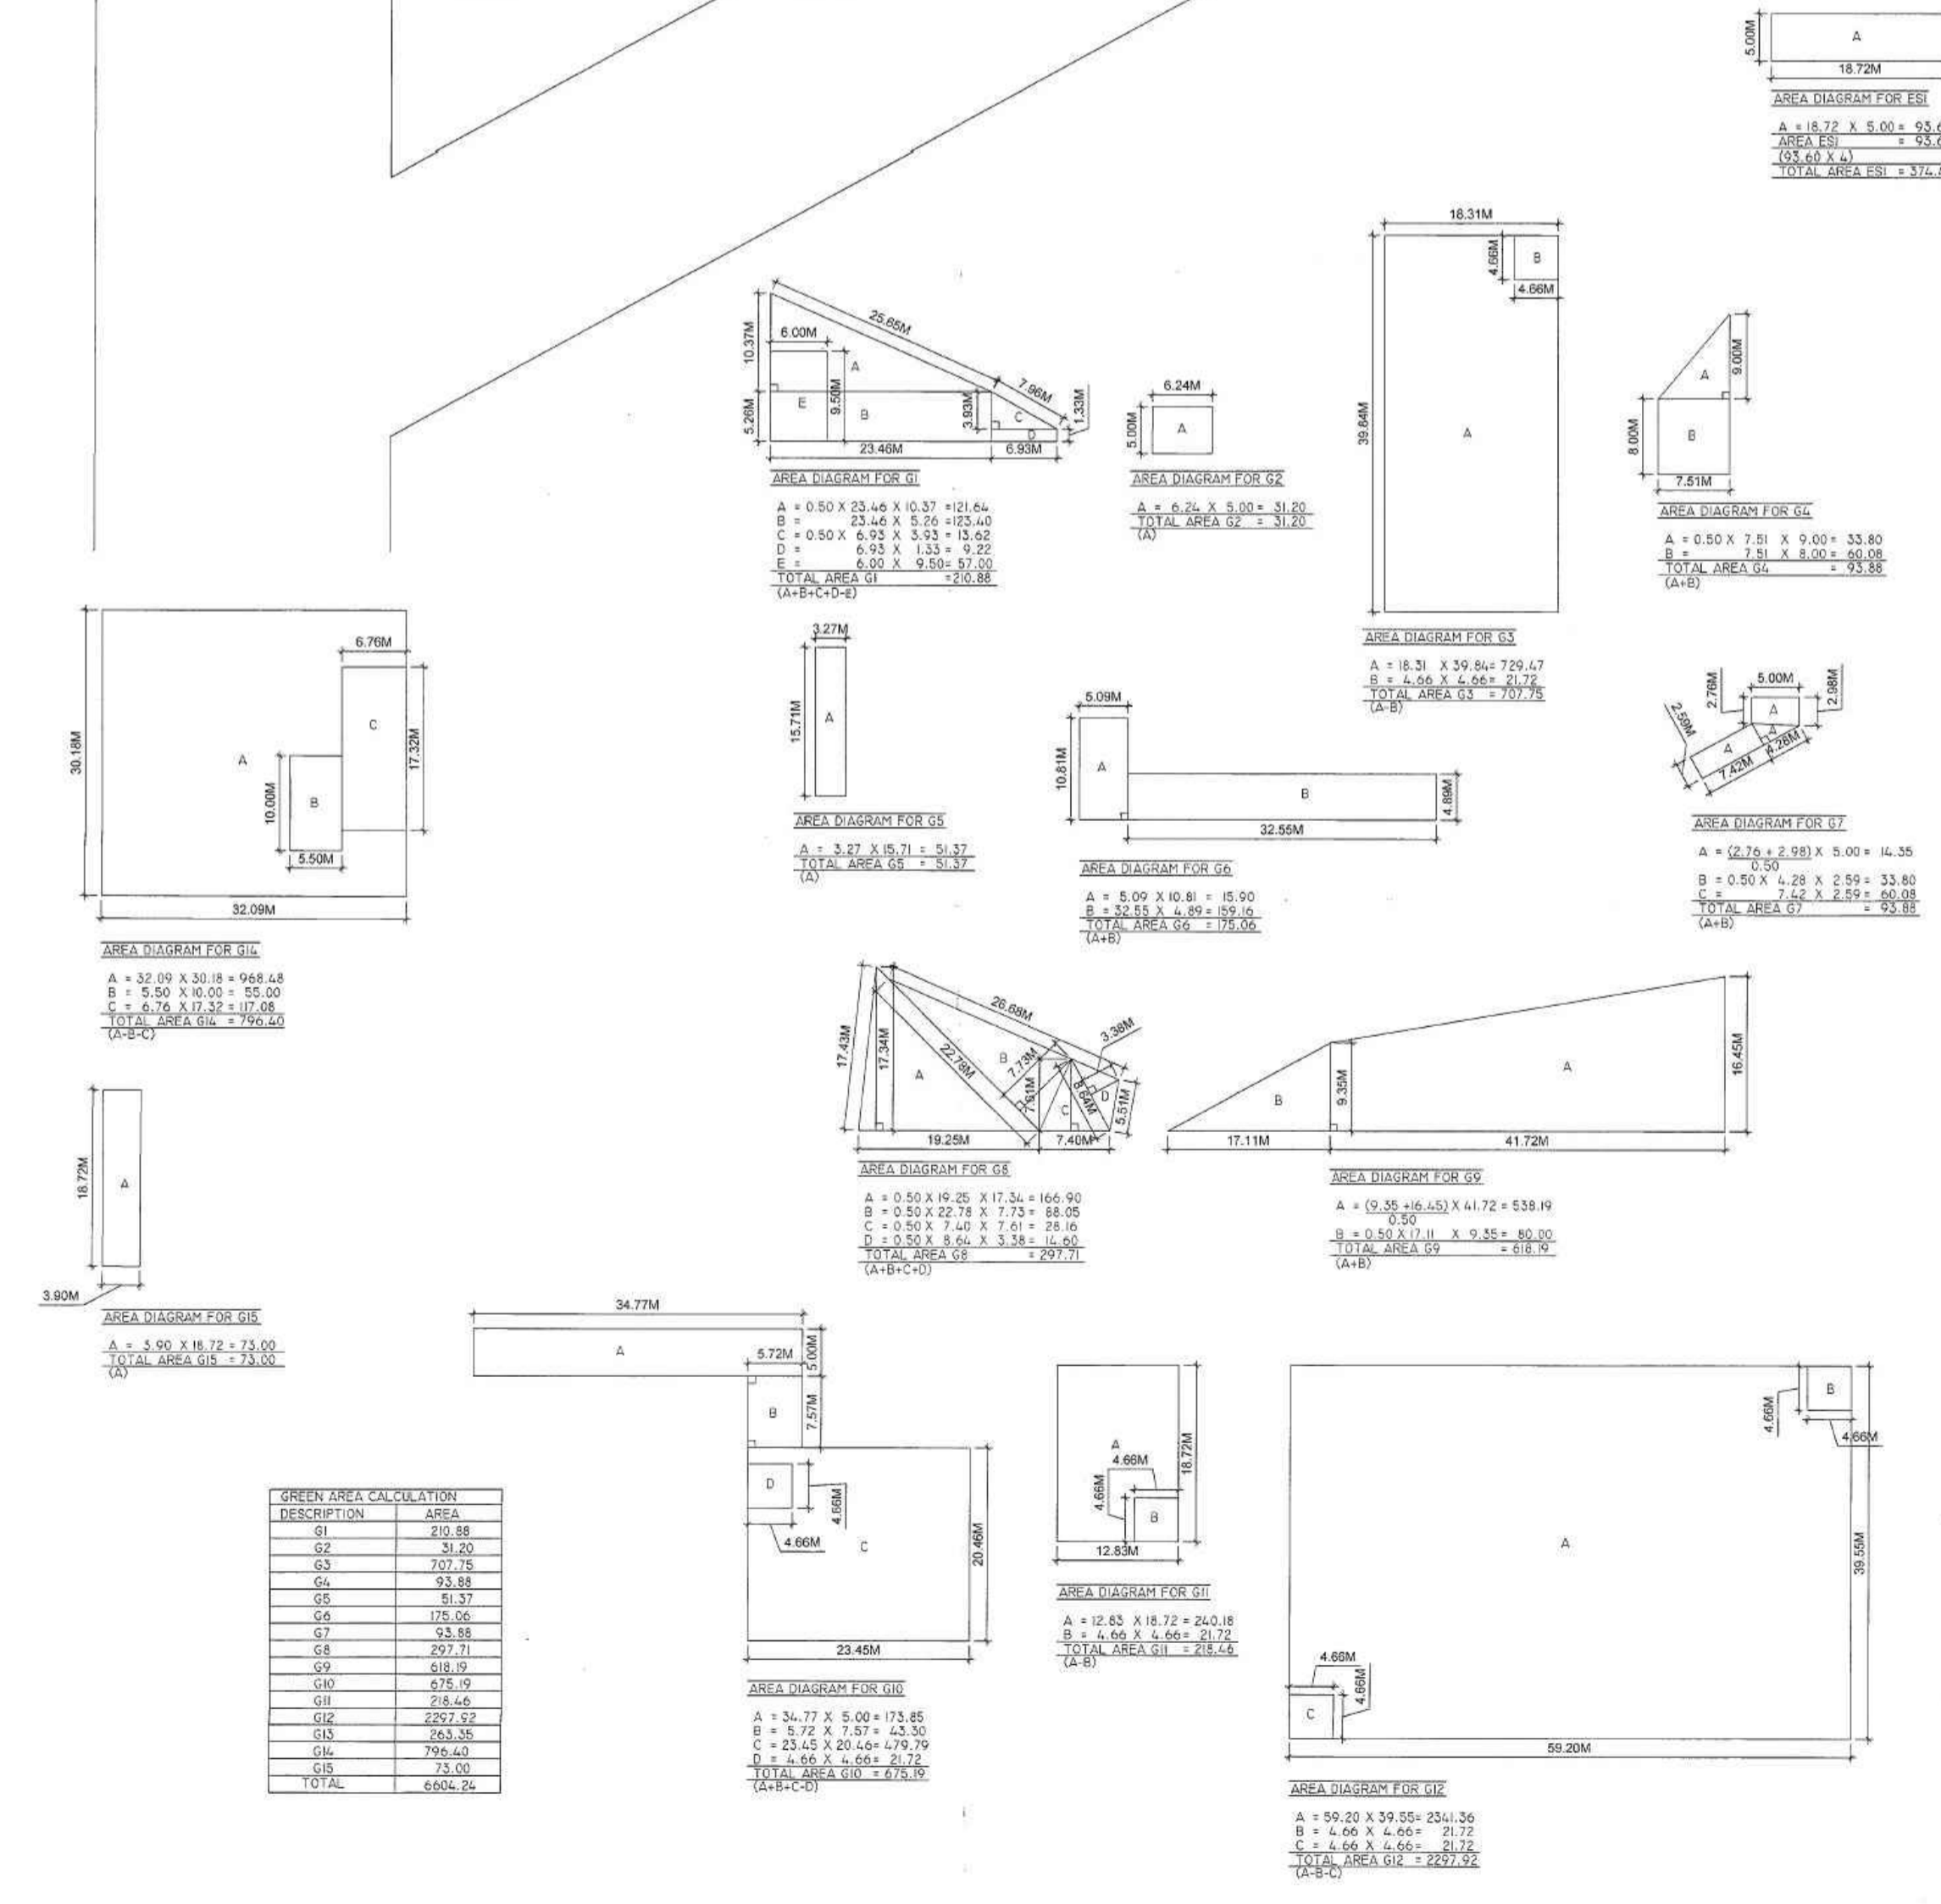 5.00M
A
18.72M
AREA DIAGRAM FOR ES1
A = 18.72 X 5.00 = 93.6
AREA ES1 = 93.6
(93.60 X 4)
TOTAL AREA ES1 = 374.
10.37M
5.26M
6.00M
25.65M
7.96M
A
E
9.50M
B
3.93M
C
D
1.33M
23.46M
6.93M
AREA DIAGRAM FOR G1
A = 0.50 X 23.46 X 10.37 =121.64
B = 23.46 X 5.26 =123.40
C = 0.50 X 6.93 X 3.93 = 13.62
D = 6.93 X 1.33 = 9.22
E = 6.00 X 9.50= 57.00
TOTAL AREA G1 =210.88
(A+B+C+D-E)
6.24M
5.00M
A
AREA DIAGRAM FOR G2
A = 6.24 X 5.00= 31.20
TOTAL AREA G2 = 31.20
(A)
18.31M
4.66M
B
4.66M
39.84M
A
AREA DIAGRAM FOR G3
A = 18.31 X 39.84= 729.47
B = 4.66 X 4.66= 21.72
TOTAL AREA G3 = 707.75
(A-B)
9.00M
A
8.00M
B
7.51M
AREA DIAGRAM FOR G4
A = 0.50 X 7.51 X 9.00= 33.80
B = 7.51 X 8.00= 60.08
TOTAL AREA G4 = 93.88
(A+B)
6.76M
30.18M
A
C
17.32M
10.00M
B
5.50M
32.09M
AREA DIAGRAM FOR G14
A = 32.09 X 30.18 = 968.48
B = 5.50 X 10.00 = 55.00
C = 6.76 X 17.32 = 117.08
TOTAL AREA G14 = 796.40
(A-B-C)
3.27M
15.71M
A
AREA DIAGRAM FOR G5
A = 3.27 X 15.71 = 51.37
TOTAL AREA G5 = 51.37
(A)
5.09M
10.81M
A
B
4.89M
32.55M
AREA DIAGRAM FOR G6
A = 5.09 X 10.81 = 15.90
B = 32.55 X 4.89 = 159.16
TOTAL AREA G6 = 175.06
(A+B)
2.76M
5.00M
2.98M
A
2.59M
A
A
4.28M
7.42M
AREA DIAGRAM FOR G7
A = (2.76 + 2.98) X 5.00 = 14.35
0.50
B = 0.50 X 4.28 X 2.59 = 33.80
C = 7.42 X 2.59 = 60.08
TOTAL AREA G7 = 93.88
(A+B)
17.43M
17.34M
26.68M
3.38M
22.78M
B
7.73M
A
7.61M
C
8.64M
D
5.51M
19.25M
7.40M
AREA DIAGRAM FOR G8
A = 0.50 X 19.25 X 17.34 = 166.90
B = 0.50 X 22.78 X 7.73 = 88.05
C = 0.50 X 7.40 X 7.61 = 28.16
D = 0.50 X 8.64 X 3.38 = 14.60
TOTAL AREA G8 = 297.71
(A+B+C+D)
A
16.45M
B
9.35M
17.11M
41.72M
AREA DIAGRAM FOR G9
A = (9.35 +16.45) X 41.72 = 538.19
0.50
B = 0.50 X 17.11 X 9.35 = 80.00
TOTAL AREA G9 = 618.19
(A+B)
18.72M
A
3.90M
AREA DIAGRAM FOR G15
A = 3.90 X 18.72 = 73.00
TOTAL AREA G15 = 73.00
(A)
34.77M
A
5.72M
5.00M
B
7.57M
D
4.66M
4.66M
C
20.46M
23.45M
AREA DIAGRAM FOR G10
A = 34.77 X 5.00 = 173.85
B = 5.72 X 7.57 = 43.30
C = 23.45 X 20.46= 479.79
D = 4.66 X 4.66= 21.72
TOTAL AREA G10 = 675.19
(A+B+C-D)
A
4.66M
18.72M
4.66M
B
12.83M
AREA DIAGRAM FOR G11
A = 12.83 X 18.72 = 240.18
B = 4.66 X 4.66= 21.72
TOTAL AREA G11 = 218.46
(A-B)
4.66M
B
4.66M
A
39.55M
4.66M
4.66M
C
59.20M
AREA DIAGRAM FOR G12
A = 59.20 X 39.55= 2341.36
B = 4.66 X 4.66= 21.72
C = 4.66 X 4.66= 21.72
TOTAL AREA G12 = 2297.92
(A-B-C)
GREEN AREA CALCULATION
DESCRIPTION AREA
G1 210.88
G2 31.20
G3 707.75
G4 93.88
G5 51.37
G6 175.06
G7 93.88
G8 297.71
G9 618.19
G10 675.19
G11 218.46
G12 2297.92
G13 263.35
G14 796.40
G15 73.00
TOTAL 6604.24